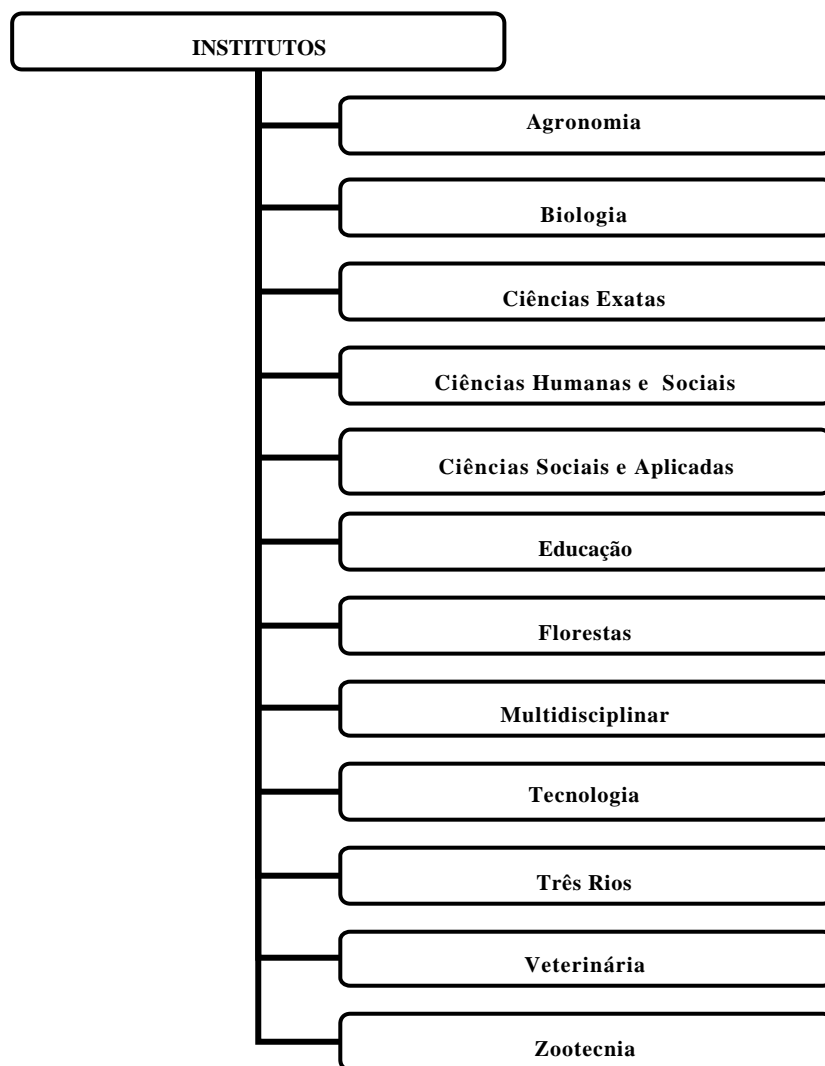 INSTITUTOS
Agronomia
Biologia
Ciências Exatas
Ciências Humanas e Sociais
Ciências Sociais e Aplicadas
Educação
Florestas
Multidisciplinar
Tecnologia
Três Rios
Veterinária
Zootecnia